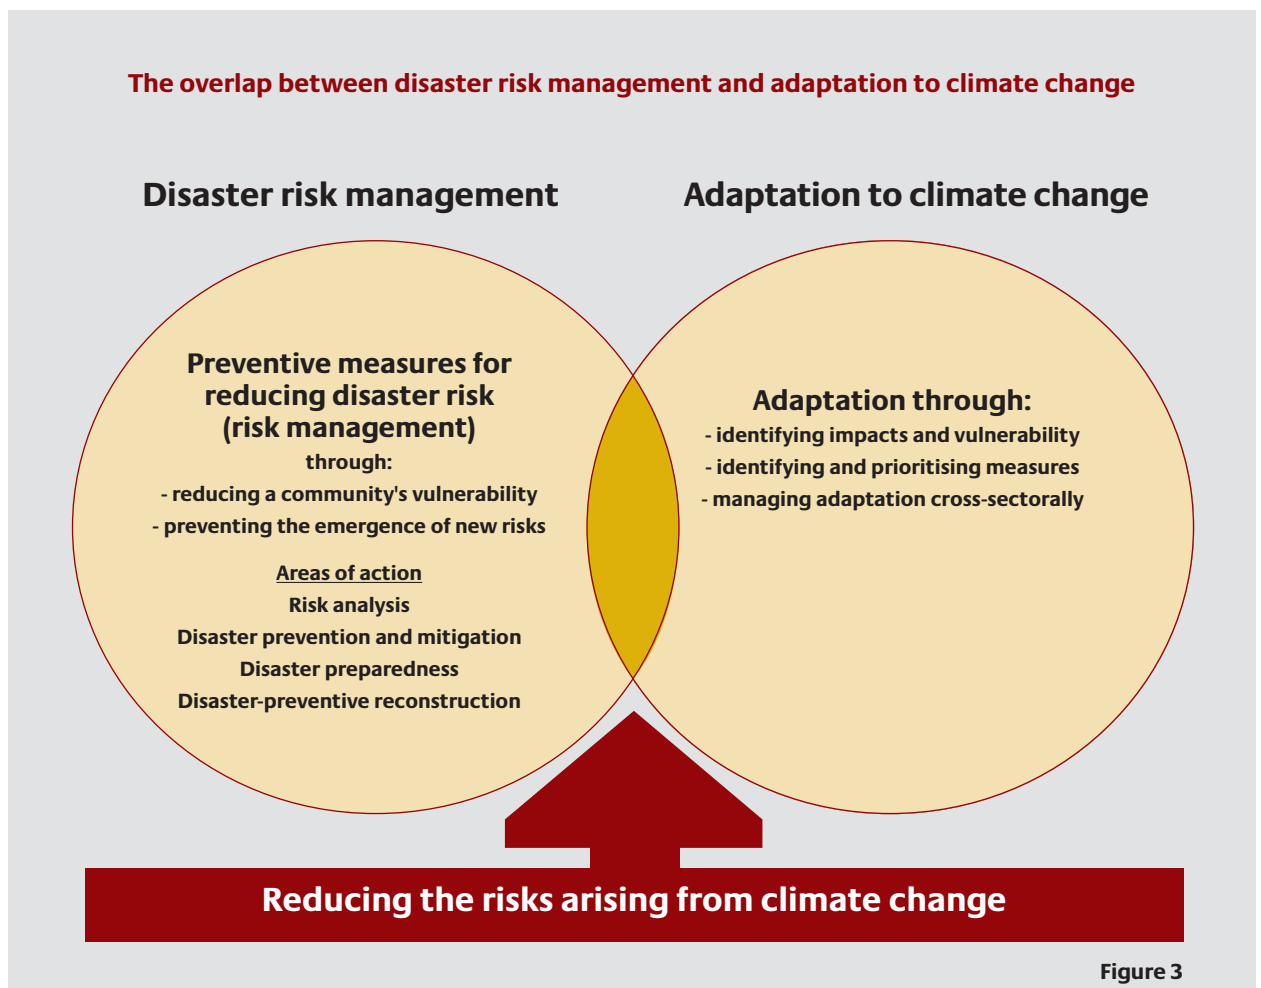 The overlap between disaster risk management and adaptation to climate change
Disaster risk management
Adaptation to climate change
Preventive measures for
reducing disaster risk
(risk management)
through:
- reducing a community's vulnerability
- preventing the emergence of new risks
Areas of action
Risk analysis
Disaster prevention and mitigation
Disaster preparedness
Disaster-preventive reconstruction
Adaptation through:
- identifying impacts and vulnerability
- identifying and prioritising measures
- managing adaptation cross-sectorally
Reducing the risks arising from climate change
Figure 3